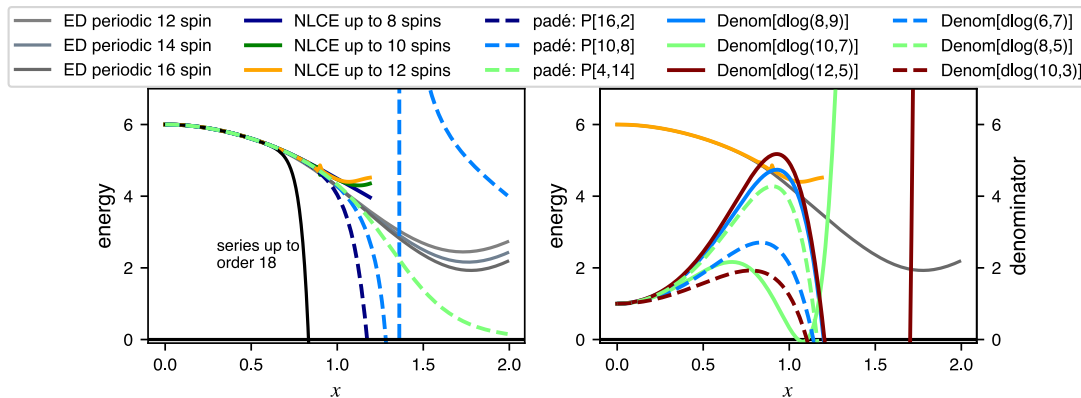 ED periodic 12 spin NLCE up to 8 spins padé: P[16,2] Denom[dlog(8,9)] Denom[dlog(6,7)]
ED periodic 14 spin NLCE up to 10 spins padé: P[10,8] Denom[dlog(10,7)] Denom[dlog(8,5)]
ED periodic 16 spin NLCE up to 12 spins padé: P[4,14] Denom[dlog(12,5)] Denom[dlog(10,3)]
energy
6
4
2
0
series up to
order 18
0.0 0.5 1.0 1.5 2.0
x
energy
6
4
2
0
6
4
2
0
denominator
0.0 0.5 1.0 1.5 2.0
x